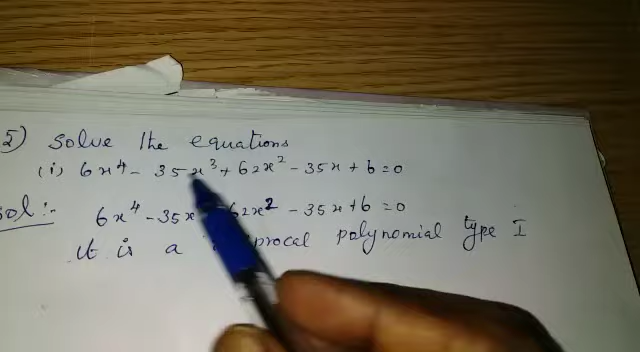 5) Solve the equations
(i) 6x⁴ - 35x³ + 62x² - 35x + 6 = 0
Sol:- 6x⁴ - 35x 62x² - 35x + 6 = 0
It is a polynomial type I